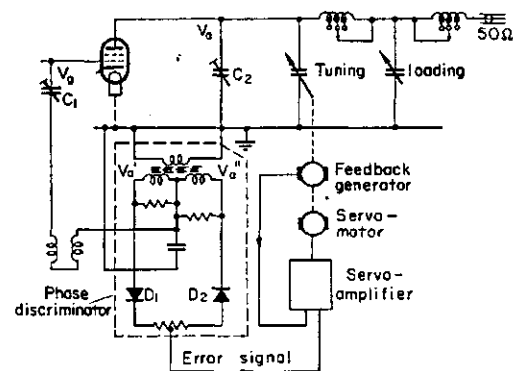 Va
50Ω
Vg
C1
C2
Tuning
loading
Va'
Va"
Feedback
generator
Servo-
motor
Phase
discriminator
D1
D2
Servo-
amplifier
Error signal